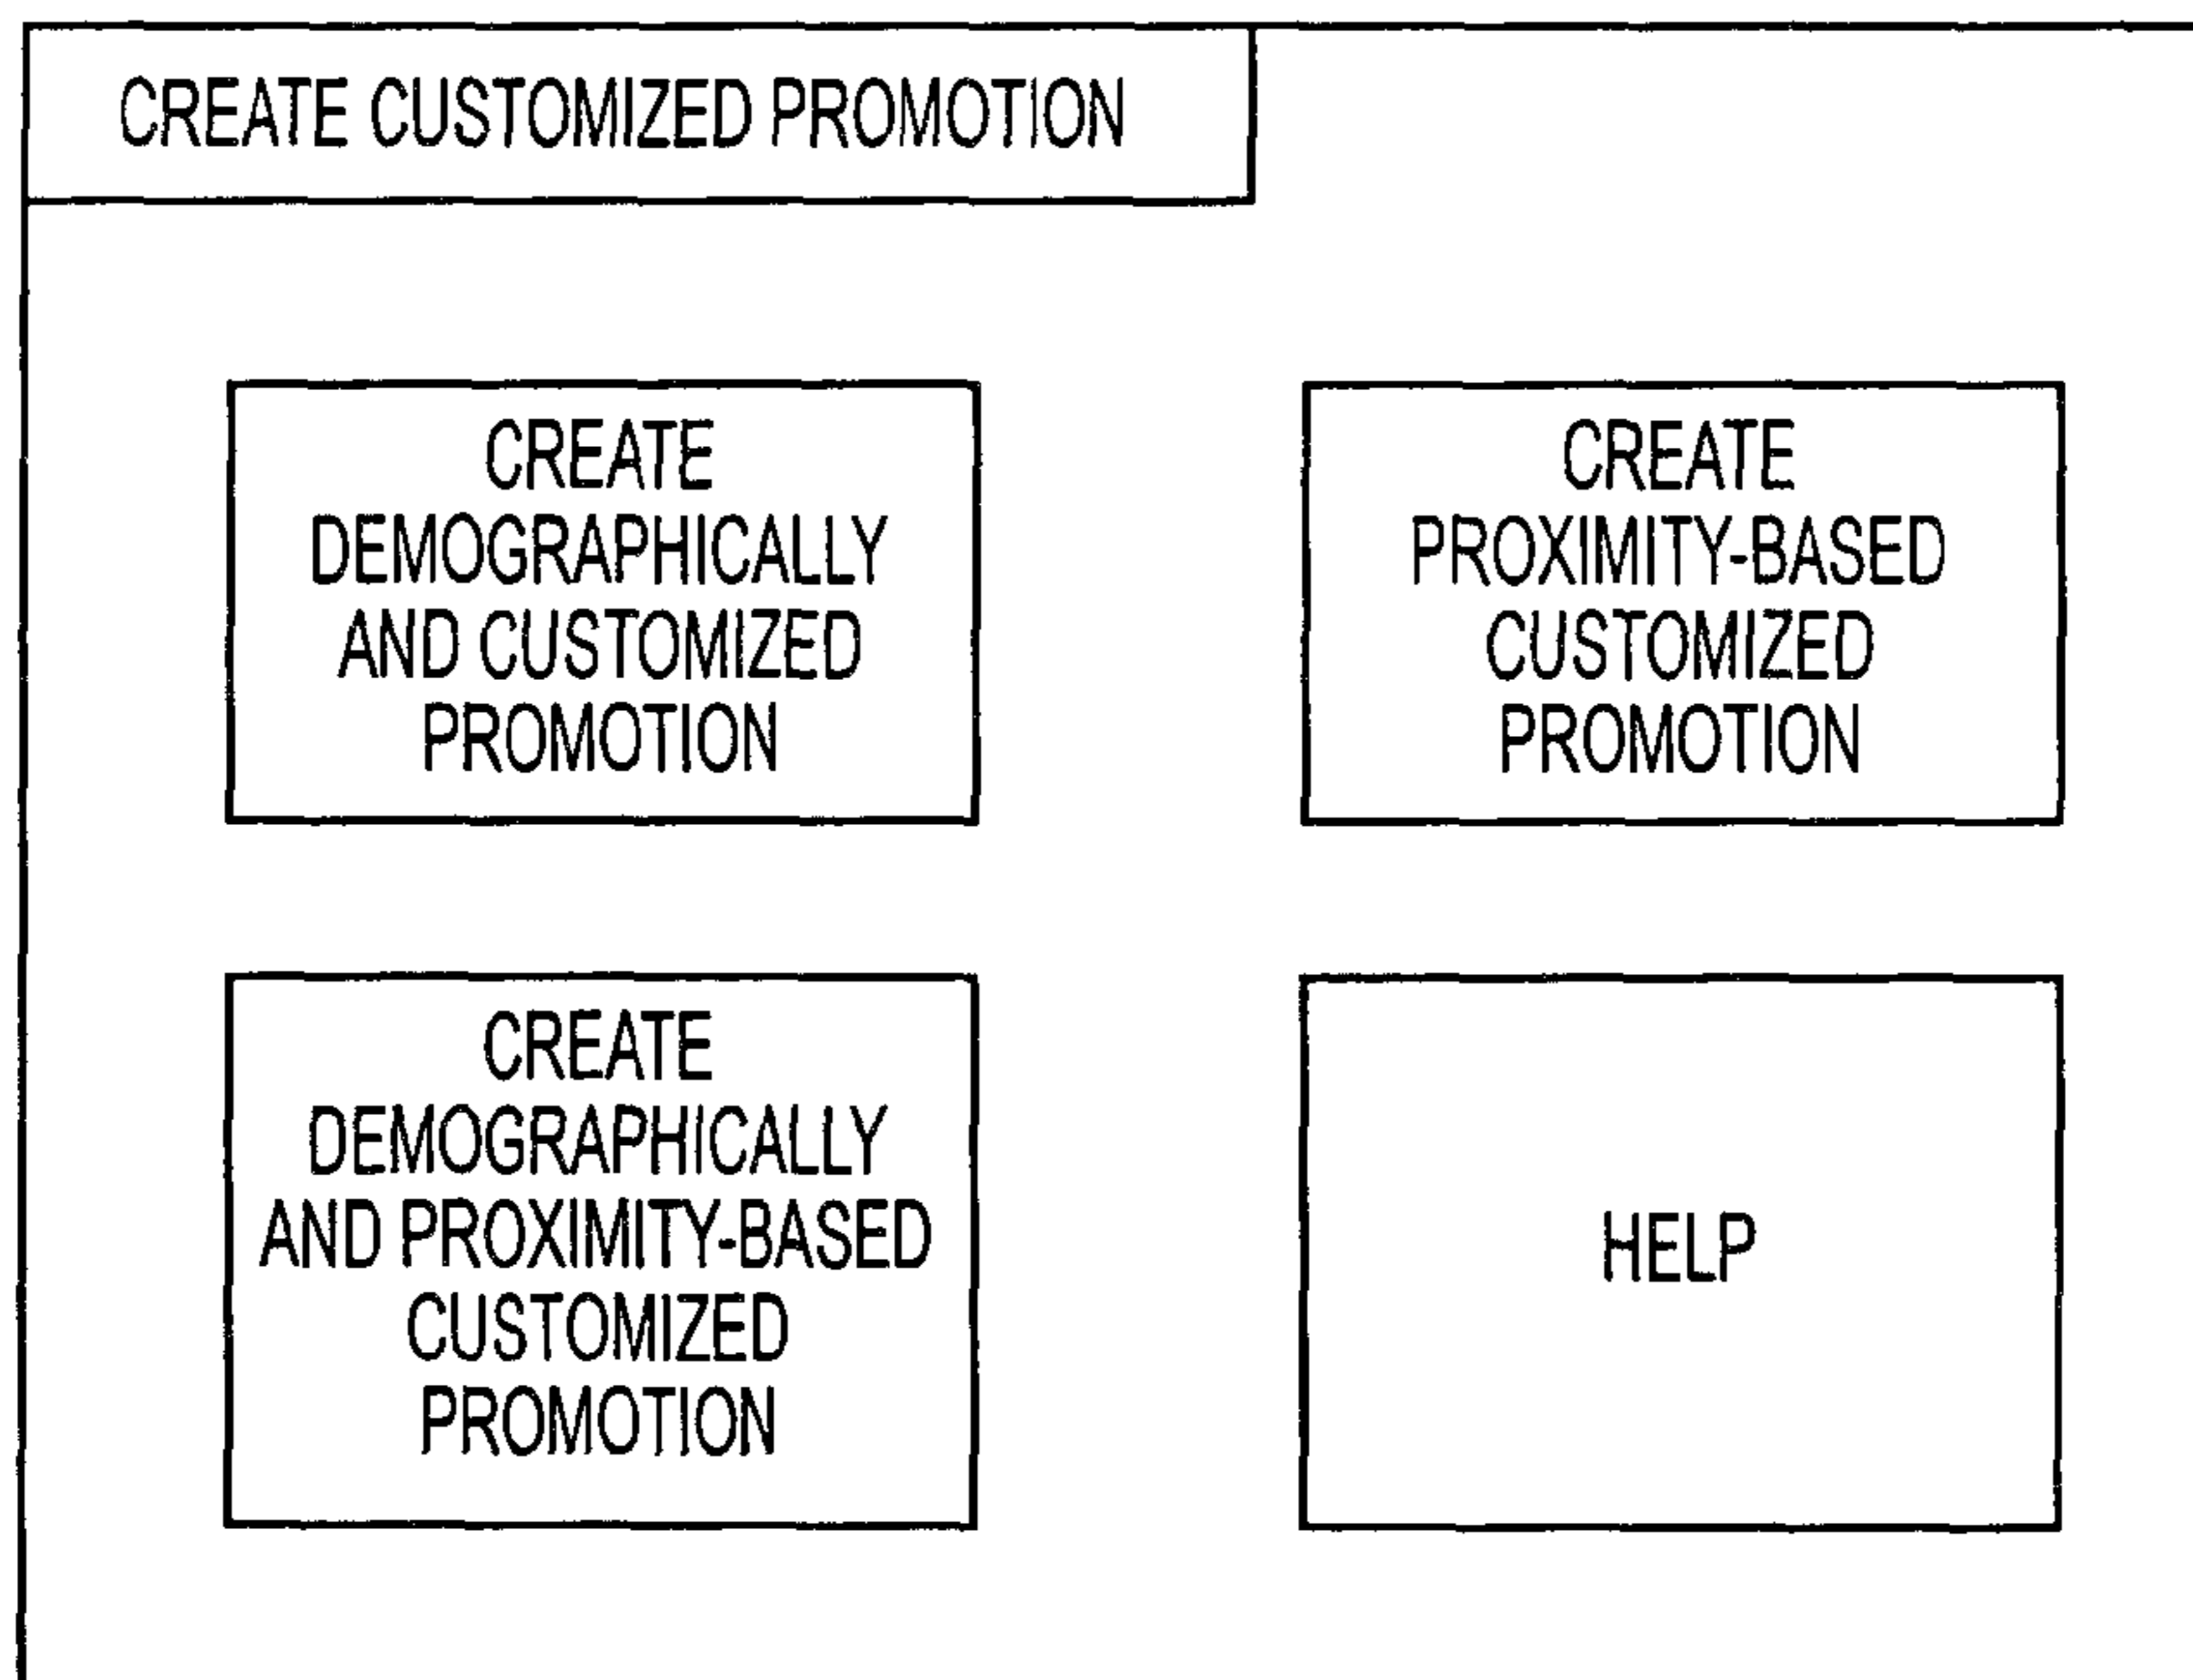 CREATE CUSTOMIZED PROMOTION
CREATE
DEMOGRAPHICALLY
AND CUSTOMIZED
PROMOTION
CREATE
PROXIMITY-BASED
CUSTOMIZED
PROMOTION
CREATE
DEMOGRAPHICALLY
AND PROXIMITY-BASED
CUSTOMIZED
PROMOTION
HELP